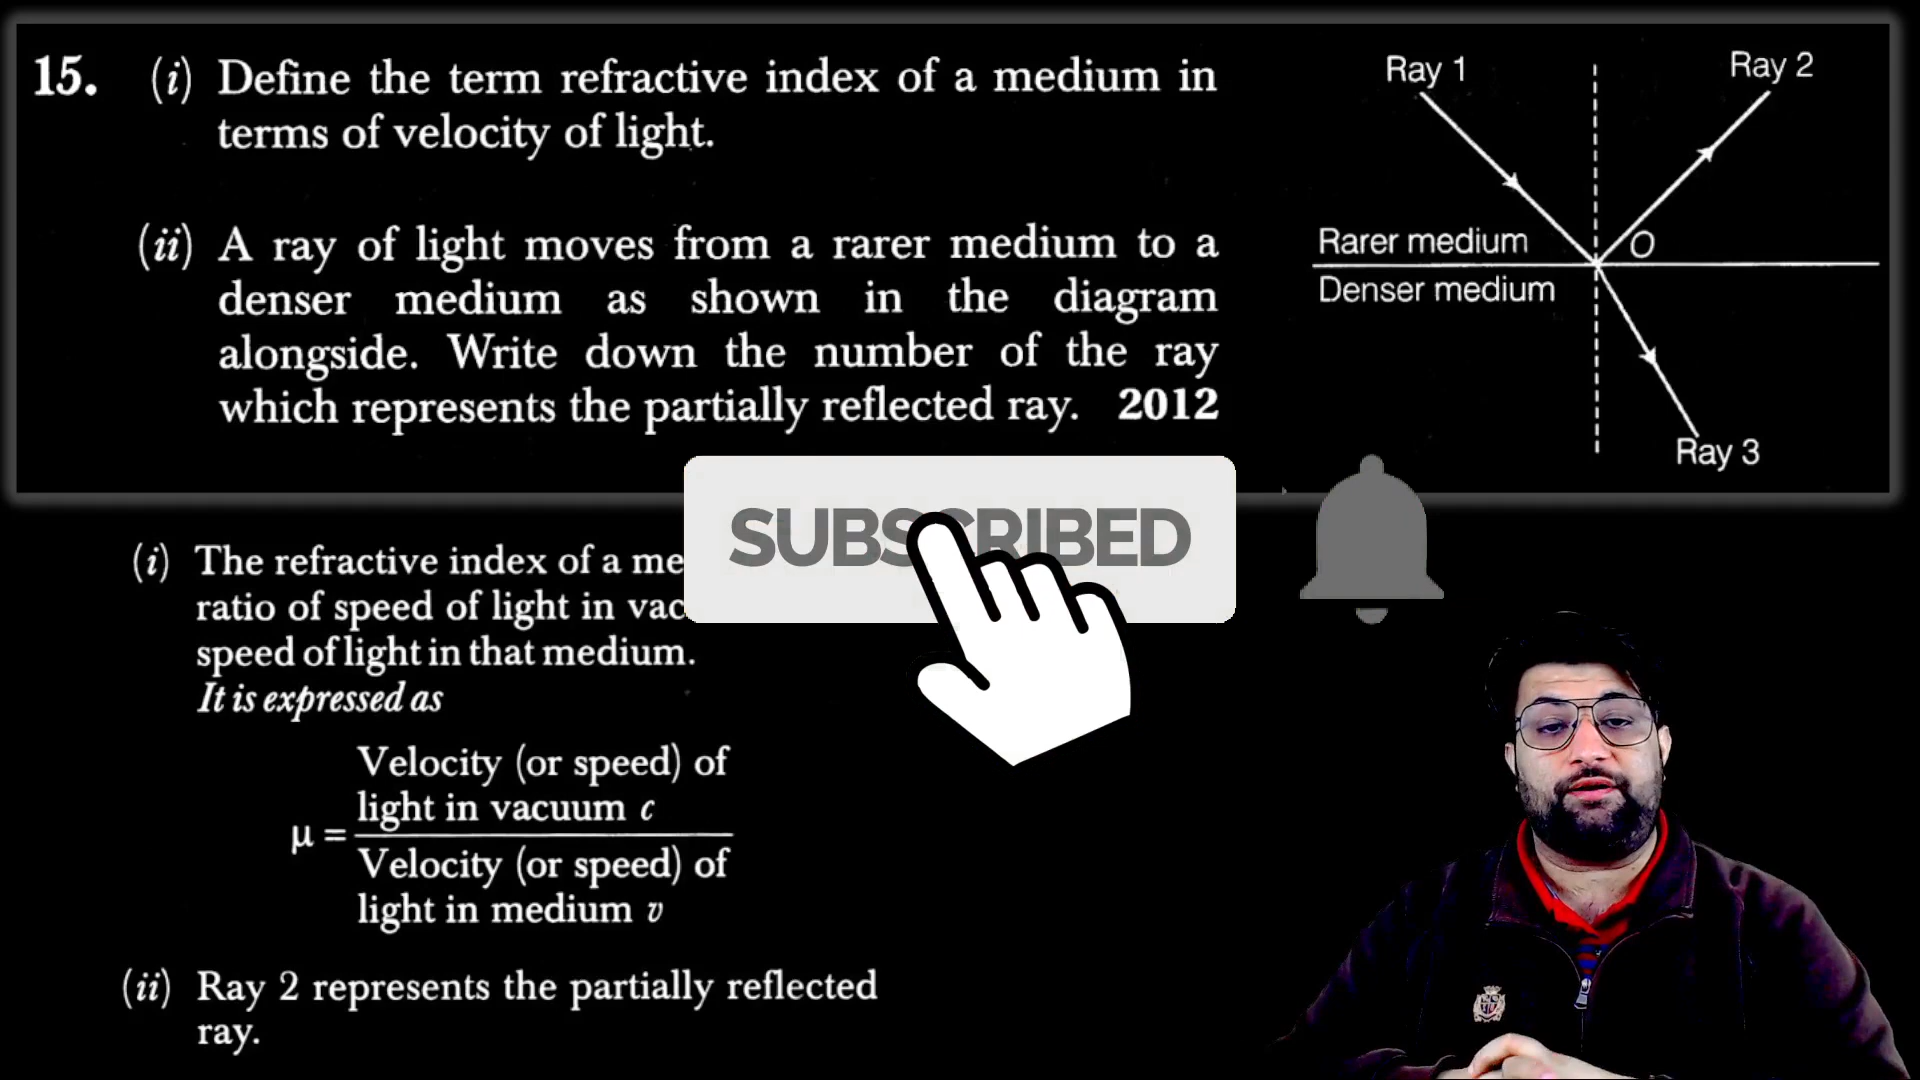 15. (i) Define the term refractive index of a medium in
terms of velocity of light.
(ii) A ray of light moves from a rarer medium to a
denser medium as shown in the diagram
alongside. Write down the number of the ray
which represents the partially reflected ray. 2012
Ray 1
Ray 2
Rarer medium
O
Denser medium
Ray 3
SUBSCRIBED
(i) The refractive index of a
ratio of speed of light in
speed of light in that medium.
It is expressed as
Velocity (or speed) of
light in vacuum c
μ =
Velocity (or speed) of
light in medium v
(ii) Ray 2 represents the partially reflected
ray.